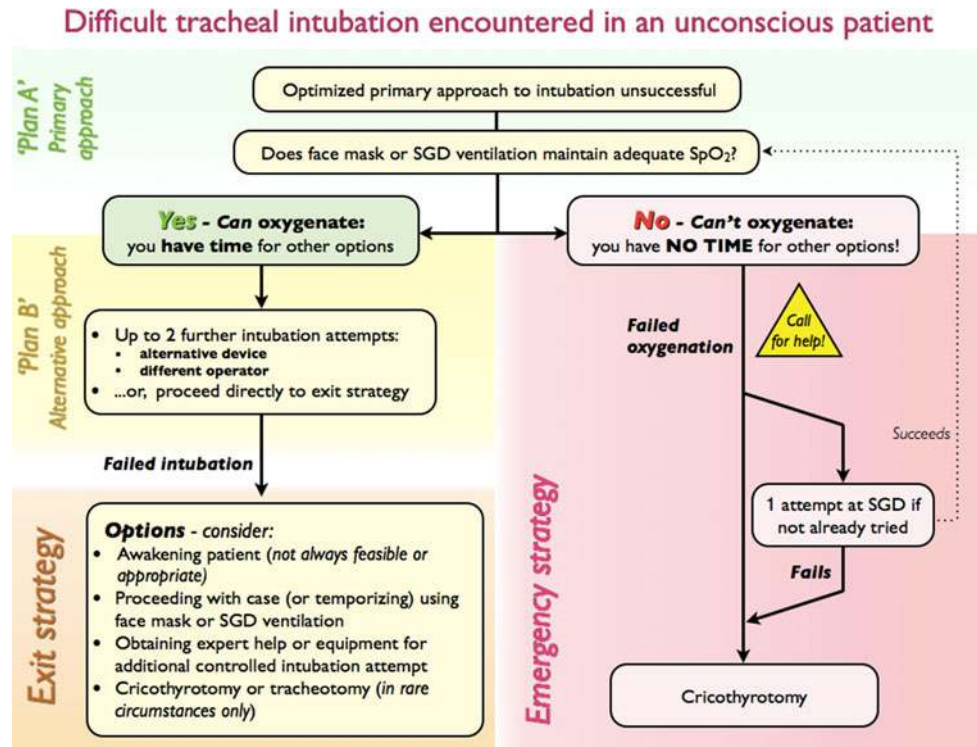 Difficult tracheal intubation encountered in an unconscious patient
'Plan A'
Primary
approach
Optimized primary approach to intubation unsuccessful
Does face mask or SGD ventilation maintain adequate SpO₂?
Yes - Can oxygenate:
you have time for other options
No - Can't oxygenate:
you have NO TIME for other options!
'Plan B'
Alternative approach
• Up to 2 further intubation attempts:
▪ alternative device
▪ different operator
• ...or, proceed directly to exit strategy
Failed
oxygenation
Call
for help!
Failed intubation
Succeeds
1 attempt at SGD if
not already tried
Fails
Exit strategy
Options - consider:
• Awakening patient (not always feasible or
appropriate)
• Proceeding with case (or temporizing) using
face mask or SGD ventilation
• Obtaining expert help or equipment for
additional controlled intubation attempt
• Cricothyrotomy or tracheotomy (in rare
circumstances only)
Emergency strategy
Cricothyrotomy